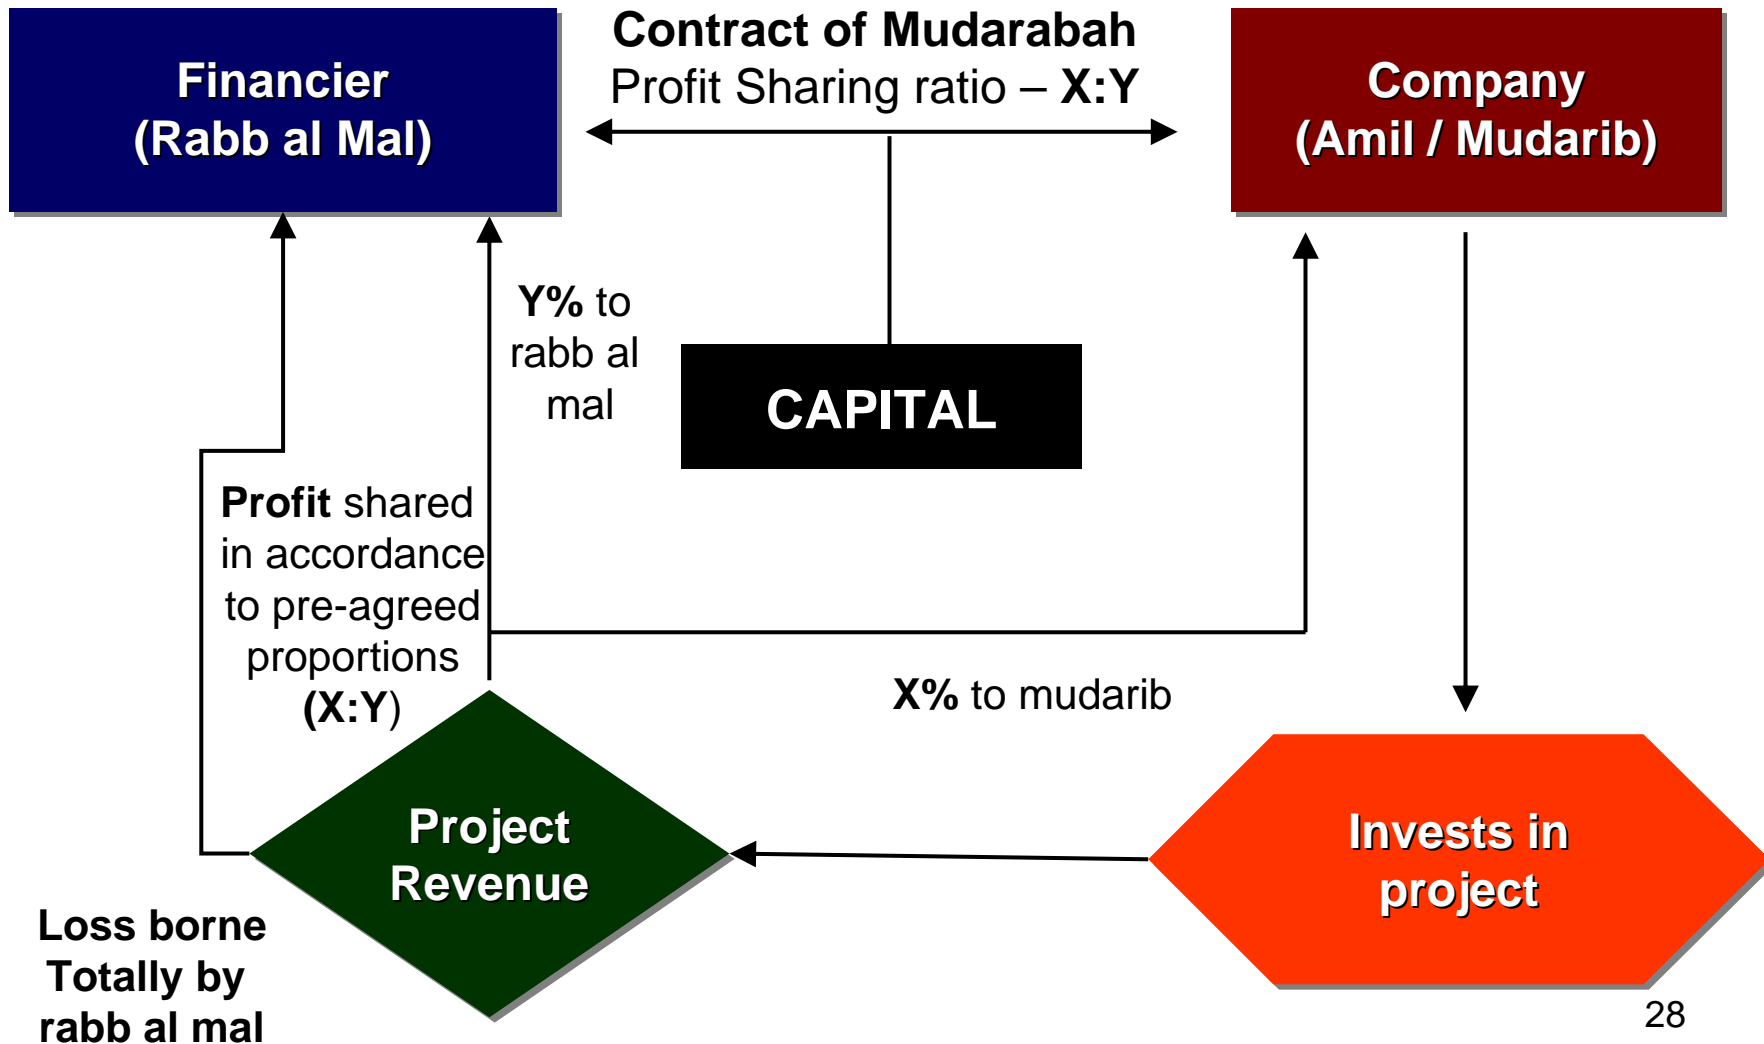 Financier
(Rabb al Mal)
Contract of Mudarabah
Profit Sharing ratio – X:Y
Company
(Amil / Mudarib)
Y% to
rabb al
mal
CAPITAL
Profit shared
in accordance
to pre-agreed
proportions
(X:Y)
X% to mudarib
Project
Revenue
Invests in
project
Loss borne
Totally by
rabb al mal
28